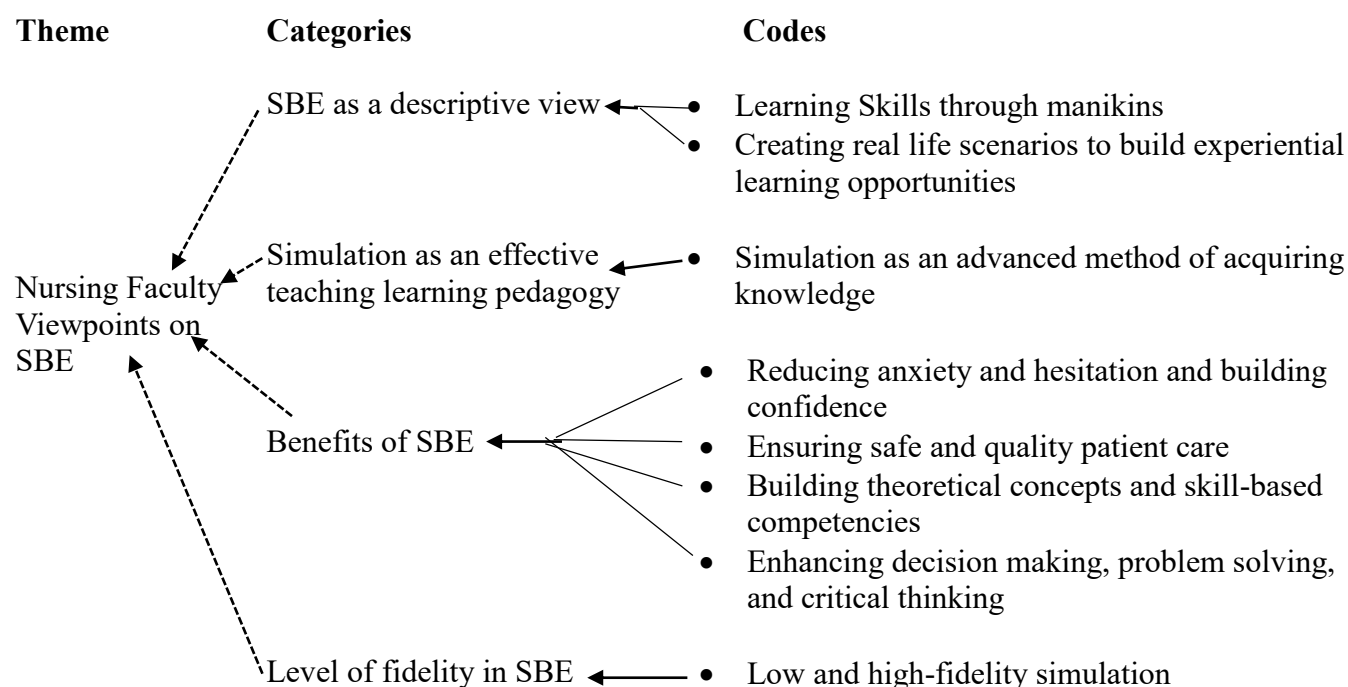 Theme Categories Codes
SBE as a descriptive view
• Learning Skills through manikins
• Creating real life scenarios to build experiential
learning opportunities
Simulation as an effective
teaching learning pedagogy
• Simulation as an advanced method of acquiring
knowledge
Nursing Faculty
Viewpoints on
SBE
• Reducing anxiety and hesitation and building
confidence
Benefits of SBE
• Ensuring safe and quality patient care
• Building theoretical concepts and skill-based
competencies
• Enhancing decision making, problem solving,
and critical thinking
Level of fidelity in SBE
• Low and high-fidelity simulation